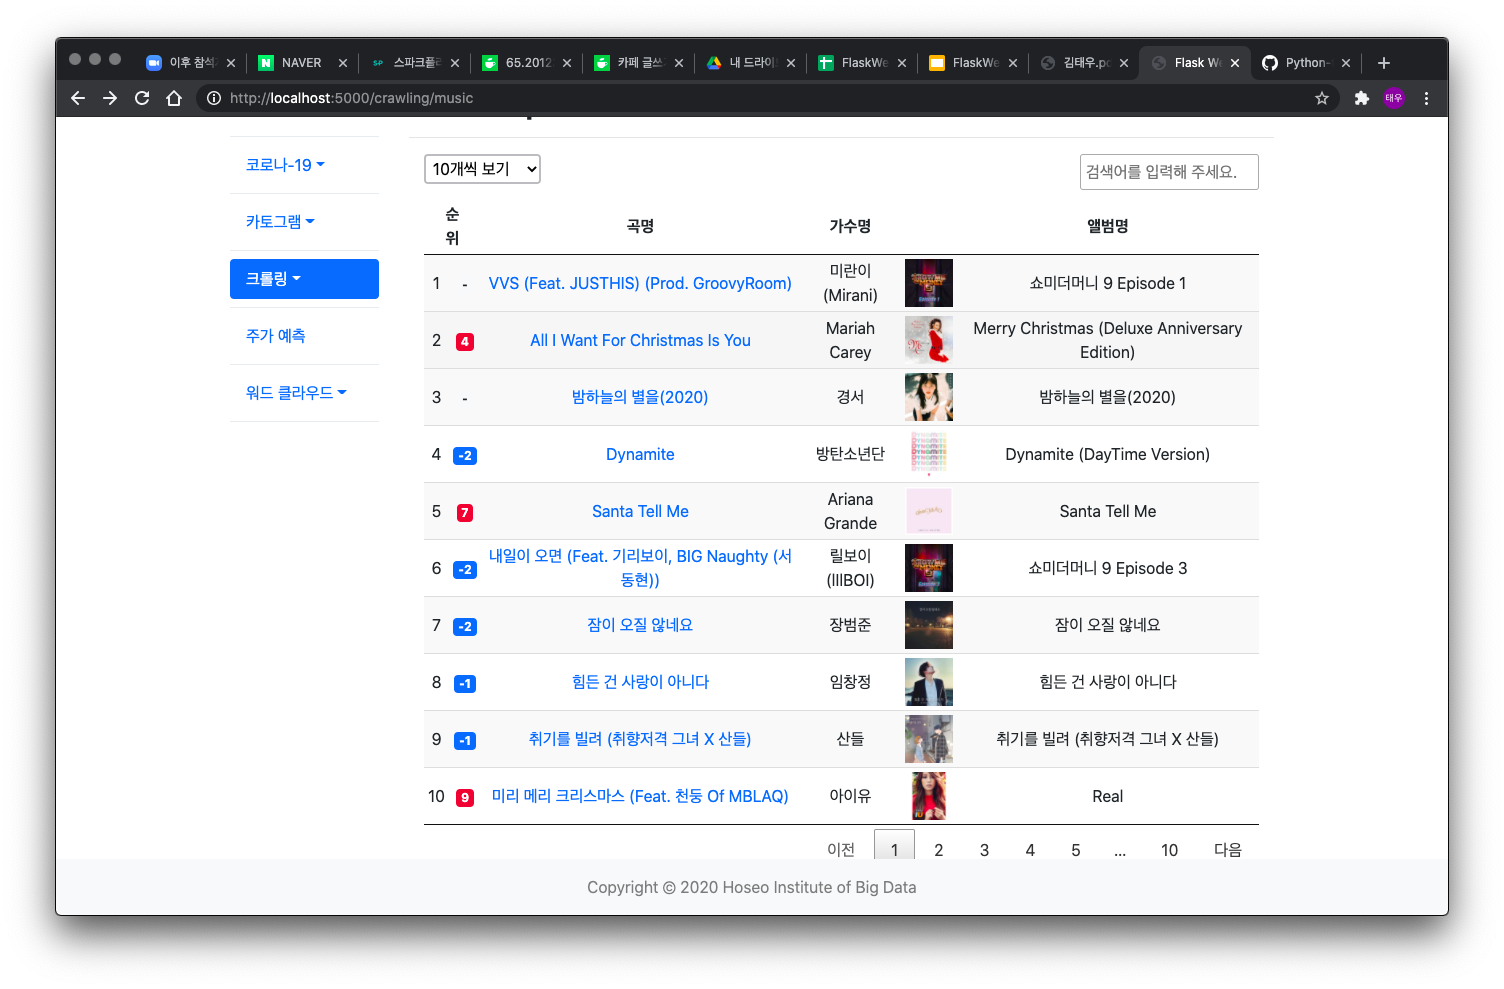 이후 참석
NAVER
스파크플
65.2012
카페 글쓰
내 드라이브
FlaskWe
FlaskWe
김태우.pc
Flask We
Python-
http://localhost:5000/crawling/music
태우
코로나-19
카토그램
크롤링
주가 예측
워드 클라우드
10개씩 보기
검색어를 입력해 주세요.
순위 곡명 가수명 앨범명
1 - VVS (Feat. JUSTHIS) (Prod. GroovyRoom) 미란이 (Mirani) 쇼미더머니 9 Episode 1
2 4 All I Want For Christmas Is You Mariah Carey Merry Christmas (Deluxe Anniversary Edition)
3 - 밤하늘의 별을(2020) 경서 밤하늘의 별을(2020)
4 -2 Dynamite 방탄소년단 Dynamite (DayTime Version)
5 7 Santa Tell Me Ariana Grande Santa Tell Me
6 -2 내일이 오면 (Feat. 기리보이, BIG Naughty (서동현)) 릴보이 (lIlBOI) 쇼미더머니 9 Episode 3
7 -2 잠이 오질 않네요 장범준 잠이 오질 않네요
8 -1 힘든 건 사랑이 아니다 임창정 힘든 건 사랑이 아니다
9 -1 취기를 빌려 (취향저격 그녀 X 산들) 산들 취기를 빌려 (취향저격 그녀 X 산들)
10 9 미리 메리 크리스마스 (Feat. 천둥 Of MBLAQ) 아이유 Real
이전 1 2 3 4 5 ... 10 다음
Copyright © 2020 Hoseo Institute of Big Data